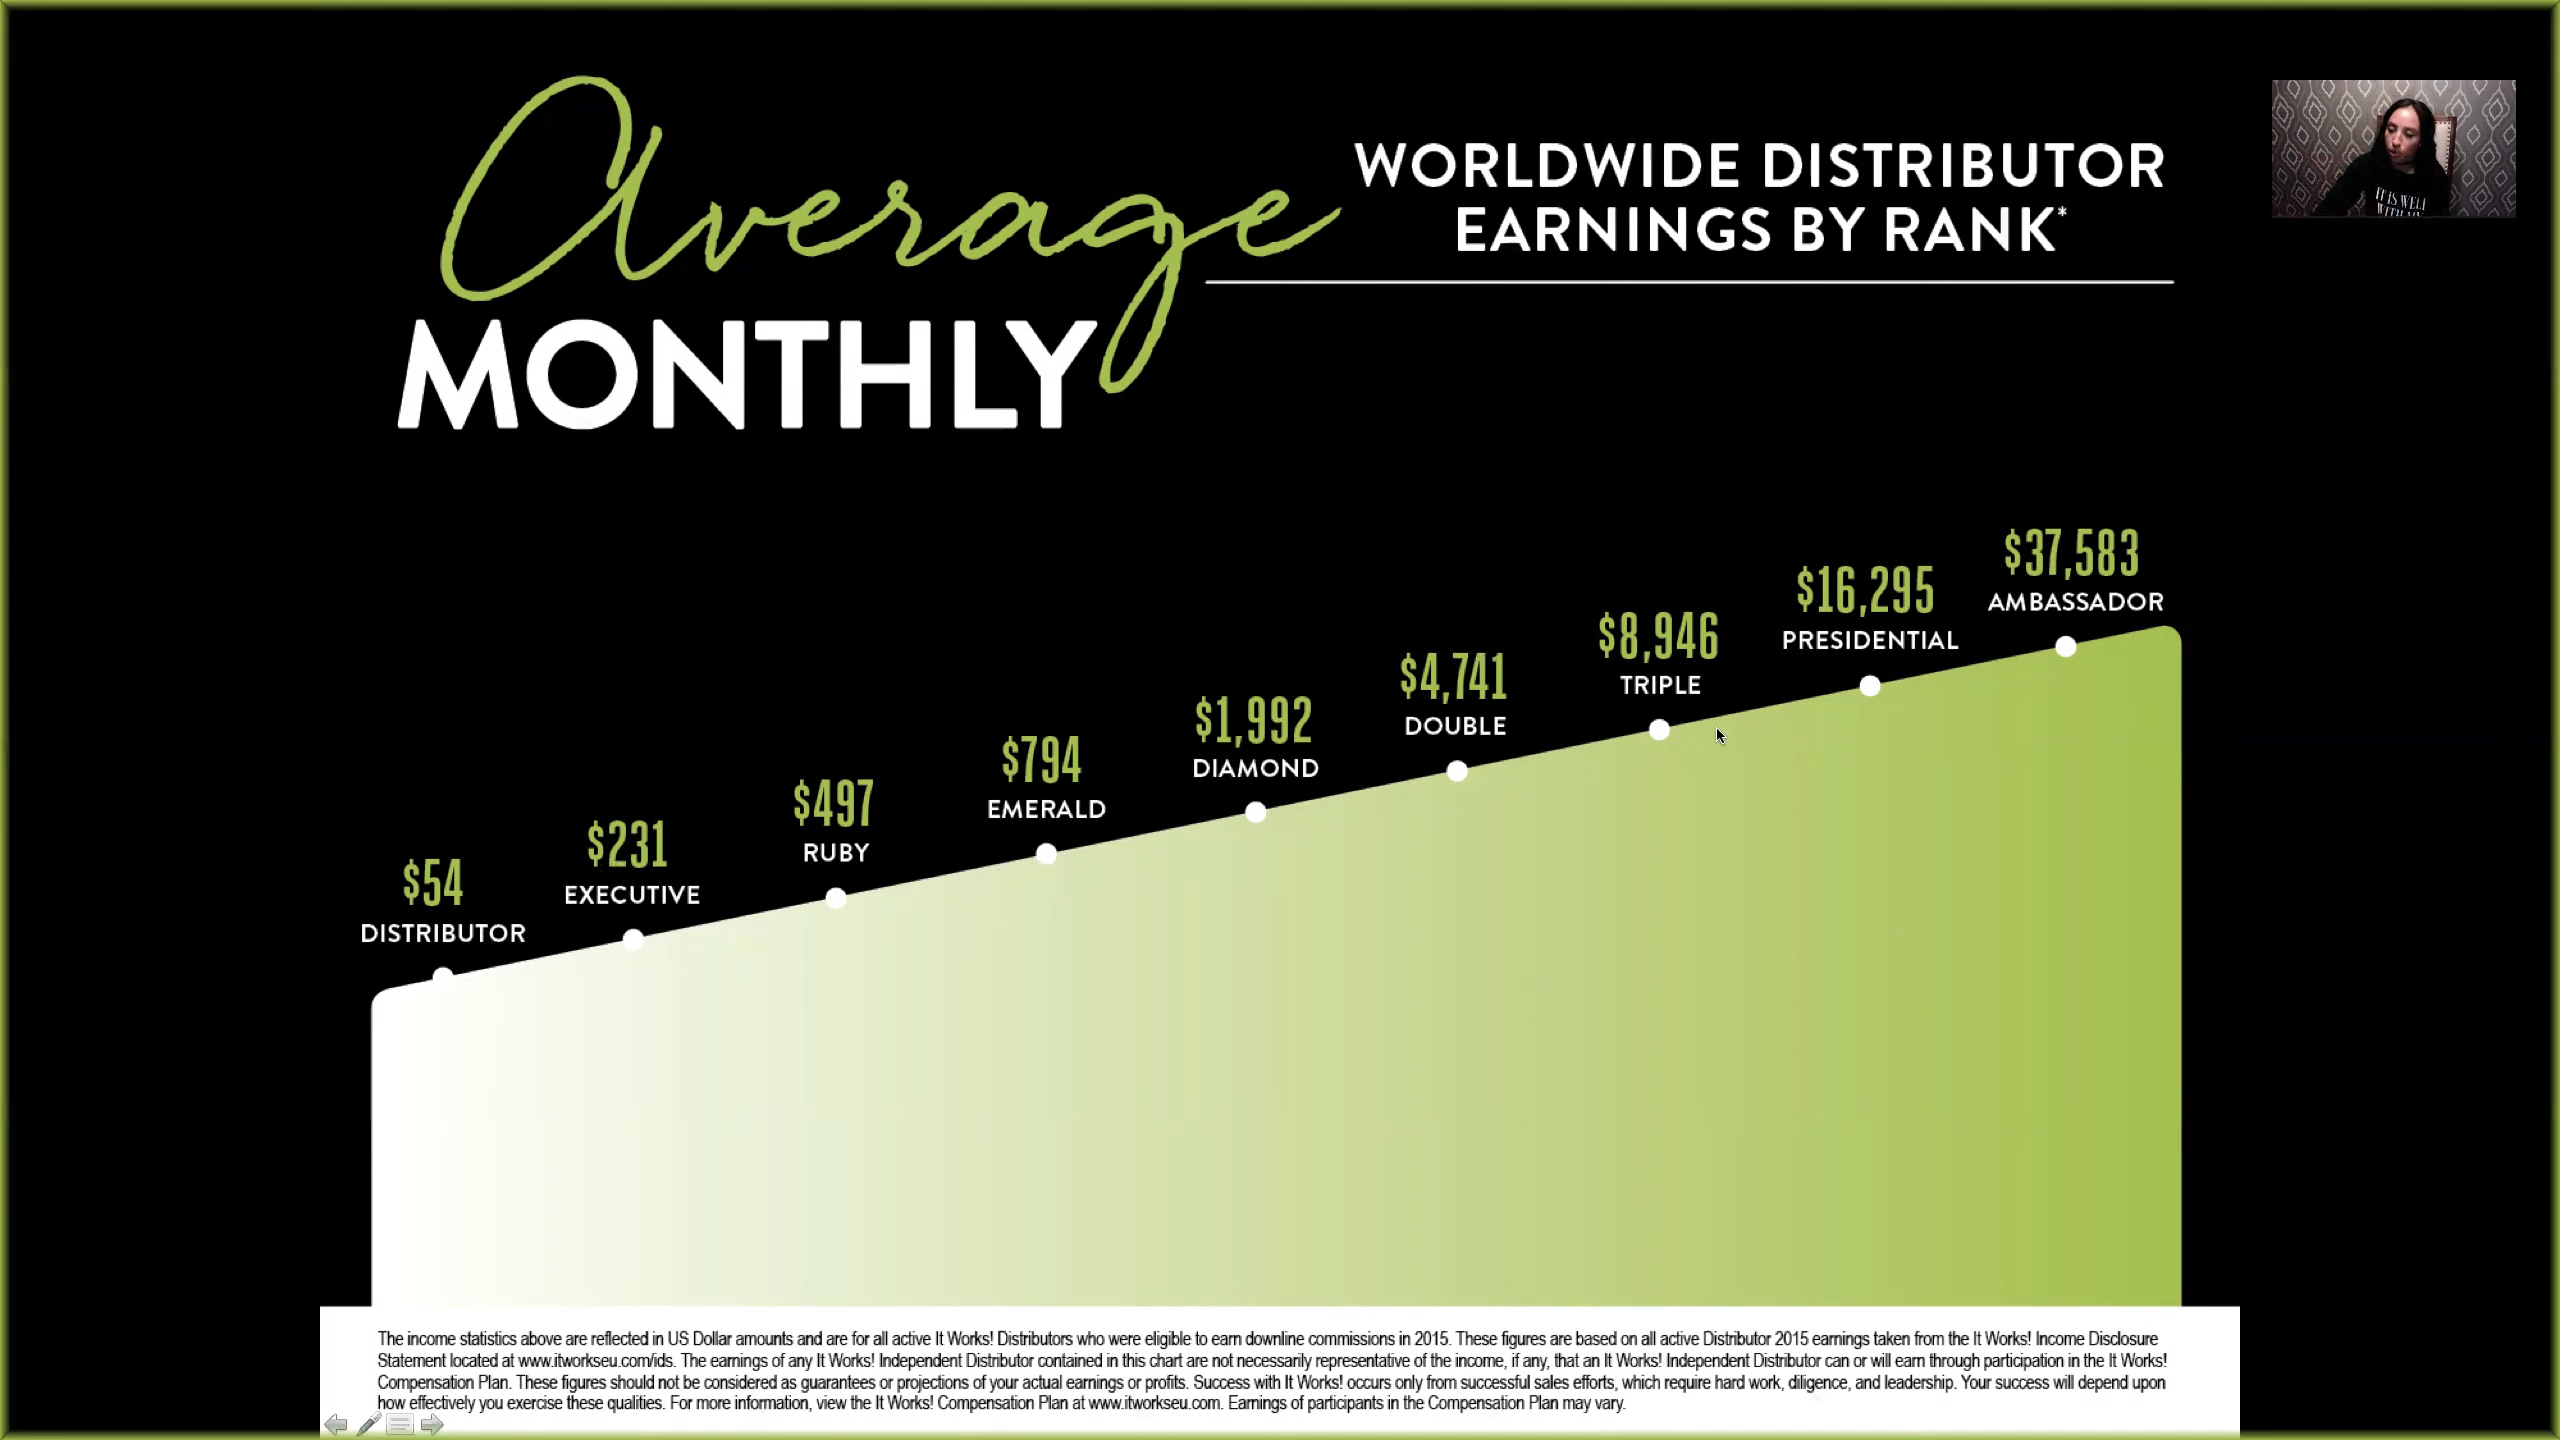 Average
MONTHLY
WORLDWIDE DISTRIBUTOR
EARNINGS BY RANK*
IT IS WELL
$54
DISTRIBUTOR
$231
EXECUTIVE
$497
RUBY
$794
EMERALD
$1,992
DIAMOND
$4,741
DOUBLE
$8,946
TRIPLE
$16,295
PRESIDENTIAL
$37,583
AMBASSADOR
The income statistics above are reflected in US Dollar amounts and are for all active It Works! Distributors who were eligible to earn downline commissions in 2015. These figures are based on all active Distributor 2015 earnings taken from the It Works! Income Disclosure
Statement located at www.itworkseu.com/ids. The earnings of any It Works! Independent Distributor contained in this chart are not necessarily representative of the income, if any, that an It Works! Independent Distributor can or will earn through participation in the It Works!
Compensation Plan. These figures should not be considered as guarantees or projections of your actual earnings or profits. Success with It Works! occurs only from successful sales efforts, which require hard work, diligence, and leadership. Your success will depend upon
how effectively you exercise these qualities. For more information, view the It Works! Compensation Plan at www.itworkseu.com. Earnings of participants in the Compensation Plan may vary.